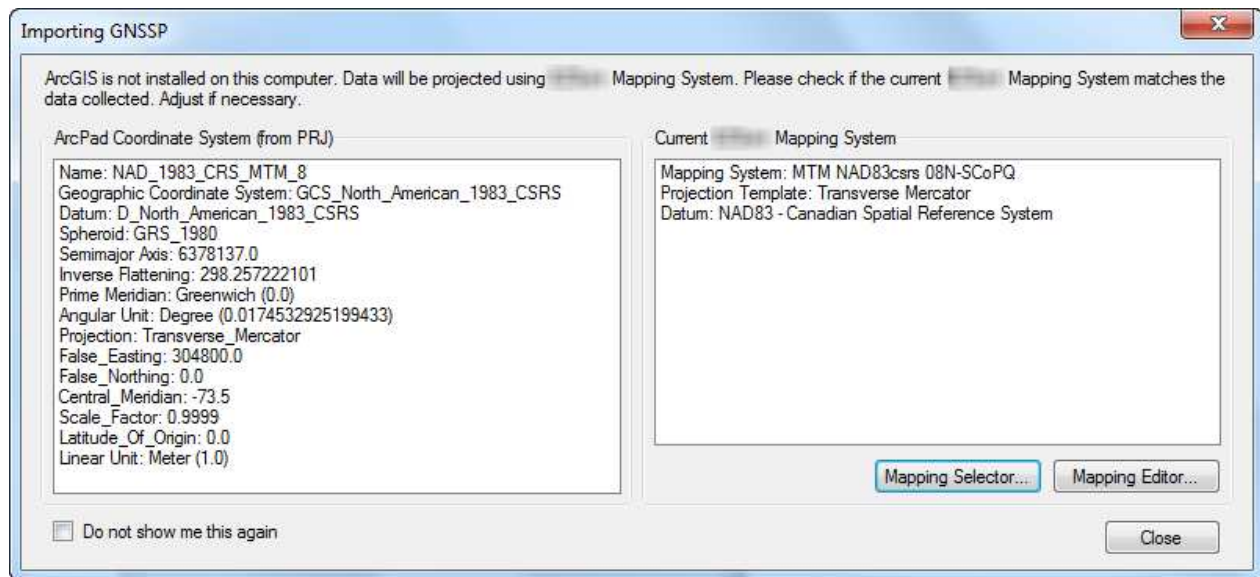 Importing GNSSP
ArcGIS is not installed on this computer. Data will be projected using Mapping System. Please check if the current Mapping System matches the
data collected. Adjust if necessary.
ArcPad Coordinate System (from PRJ)
Name: NAD_1983_CRS_MTM_8
Geographic Coordinate System: GCS_North_American_1983_CSRS
Datum: D_North_American_1983_CSRS
Spheroid: GRS_1980
Semimajor Axis: 6378137.0
Inverse Flattening: 298.257222101
Prime Meridian: Greenwich (0.0)
Angular Unit: Degree (0.0174532925199433)
Projection: Transverse_Mercator
False_Easting: 304800.0
False_Northing: 0.0
Central_Meridian: -73.5
Scale_Factor: 0.9999
Latitude_Of_Origin: 0.0
Linear Unit: Meter (1.0)
Current Mapping System
Mapping System: MTM NAD83csrs 08N-SCoPQ
Projection Template: Transverse Mercator
Datum: NAD83 - Canadian Spatial Reference System
Mapping Selector...
Mapping Editor...
Do not show me this again
Close